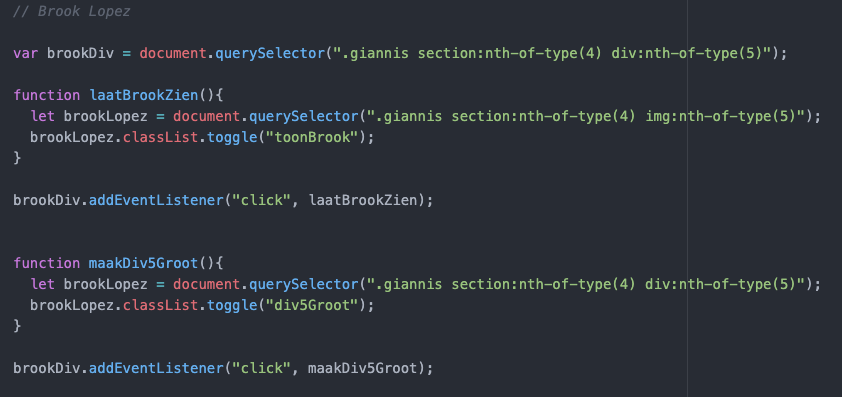 // Brook Lopez
var brookDiv = document.querySelector(".giannis section:nth-of-type(4) div:nth-of-type(5)");
function laatBrookZien(){
let brookLopez = document.querySelector(".giannis section:nth-of-type(4) img:nth-of-type(5)");
brookLopez.classList.toggle("toonBrook");
}
brookDiv.addEventListener("click", laatBrookZien);
function maakDiv5Groot(){
let brookLopez = document.querySelector(".giannis section:nth-of-type(4) div:nth-of-type(5)");
brookLopez.classList.toggle("div5Groot");
}
brookDiv.addEventListener("click", maakDiv5Groot);